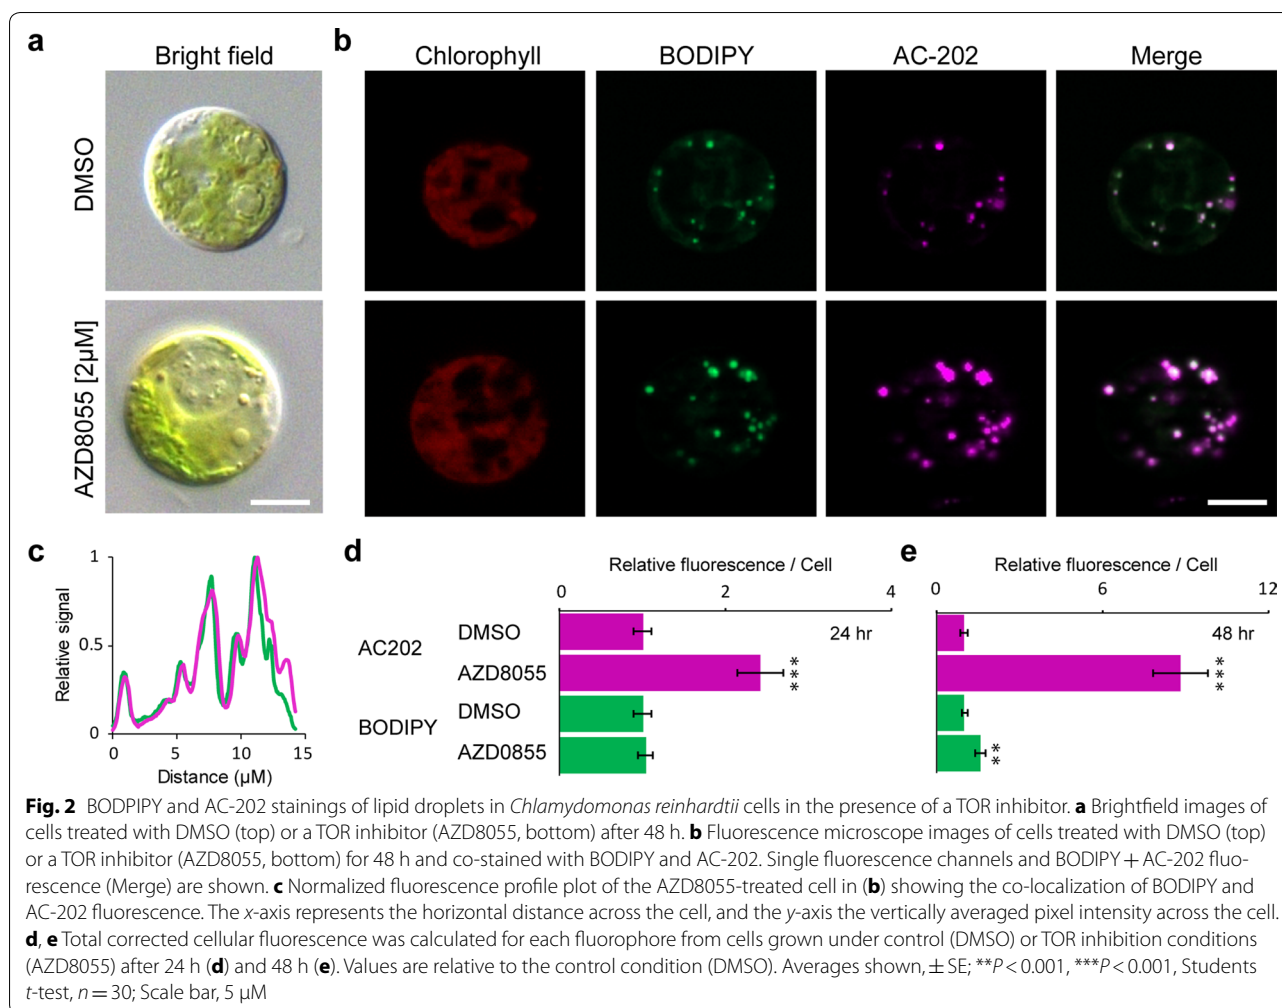 a
b
Bright field
Chlorophyll
BODIPY
AC-202
Merge
DMSO
AZD8055 [2µM]
c
d
e
Relative signal
1
0.5
0
0
5
10
15
Distance (µM)
Relative fluorescence / Cell
0
2
4
AC202
BODIPY
DMSO
AZD8055
DMSO
AZD0855
24 hr
***
Relative fluorescence / Cell
0
6
12
48 hr
***
**
Fig. 2 BODPIPY and AC-202 stainings of lipid droplets in Chlamydomonas reinhardtii cells in the presence of a TOR inhibitor. a Brightfield images of
cells treated with DMSO (top) or a TOR inhibitor (AZD8055, bottom) after 48 h. b Fluorescence microscope images of cells treated with DMSO (top)
or a TOR inhibitor (AZD8055, bottom) for 48 h and co-stained with BODIPY and AC-202. Single fluorescence channels and BODIPY + AC-202 fluo-
rescence (Merge) are shown. c Normalized fluorescence profile plot of the AZD8055-treated cell in (b) showing the co-localization of BODIPY and
AC-202 fluorescence. The x-axis represents the horizontal distance across the cell, and the y-axis the vertically averaged pixel intensity across the cell.
d, e Total corrected cellular fluorescence was calculated for each fluorophore from cells grown under control (DMSO) or TOR inhibition conditions
(AZD8055) after 24 h (d) and 48 h (e). Values are relative to the control condition (DMSO). Averages shown, ± SE; **P < 0.001, ***P < 0.001, Students
t-test, n = 30; Scale bar, 5 µM